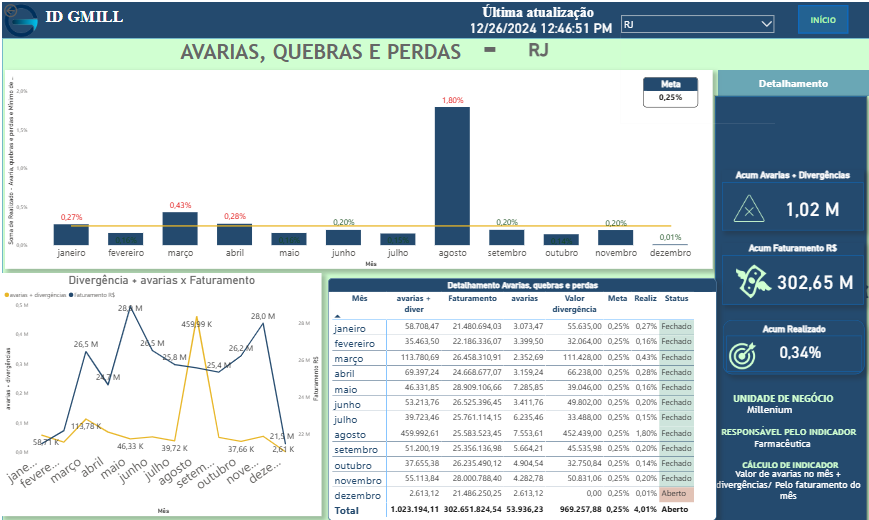 ID GMILL
Última atualização
12/26/2024 12:46:51 PM
RJ
INÍCIO
AVARIAS, QUEBRAS E PERDAS - RJ
Meta
0,25%
Soma de Realizado - Avaria, quebras e perdas e Mínimo de ...
2,0%
1,5%
1,0%
0,5%
0,0%
0,27% 0,43% 0,28% 0,20% 1,80% 0,20% 0,20% 0,01%
janeiro fevereiro março abril maio junho julho agosto setembro outubro novembro dezembro
Mês
Detalhamento
Acum Avarias + Divergências
1,02 M
Acum Faturamento R$
302,65 M
Acum Realizado
0,34%
UNIDADE DE NEGÓCIO
Millenium
RESPONSÁVEL PELO INDICADOR
Farmacêutica
CÁLCULO DE INDICADOR
Valor de avarias no mês +
divergências/ Pelo faturamento do
mês
Divergência + avarias x Faturamento
avarias + divergências Faturamento R$
avarias + divergências
0,5 M
0,4 M
0,3 M
0,2 M
0,1 M
0,0 M
28,9 M
459,99 K
28,0 M
26,5 M
26,5 M
26,2 M
25,8 M
25,4 M
24,7 M
113,78 K
58,71 K
46,33 K
39,72 K
37,66 K
21,5 M
2,61 K
28 M
26 M
24 M
22 M
Faturamento R$
jane... fevere... março abril maio junho julho agosto setem... outubro nove... deze...
Mês
Detalhamento Avarias, quebras e perdas
Mês avarias + diver Faturamento avarias Valor divergência Meta Realiz Status
janeiro 58.708,47 21.480.694,03 3.073,47 55.635,00 0,25% 0,27% Fechado
fevereiro 35.463,50 22.186.336,07 3.399,50 32.064,00 0,25% 0,16% Fechado
março 113.780,69 26.458.310,91 2.352,69 111.428,00 0,25% 0,43% Fechado
abril 69.397,24 24.668.677,07 3.159,24 66.238,00 0,25% 0,28% Fechado
maio 46.331,85 28.909.106,66 7.285,85 39.046,00 0,25% 0,16% Fechado
junho 53.213,76 26.525.396,45 3.411,76 49.802,00 0,25% 0,20% Fechado
julho 39.723,46 25.761.114,15 6.235,46 33.488,00 0,25% 0,15% Fechado
agosto 459.992,61 25.583.523,45 7.553,61 452.439,00 0,25% 1,80% Fechado
setembro 51.200,19 25.356.136,98 5.664,21 45.535,98 0,25% 0,20% Fechado
outubro 37.655,38 26.235.490,12 4.904,54 32.750,84 0,25% 0,14% Fechado
novembro 55.113,84 28.000.788,40 4.282,78 50.831,06 0,25% 0,20% Fechado
dezembro 2.613,12 21.486.250,25 2.613,12 0,00 0,25% 0,01% Aberto
Total 1.023.194,11 302.651.824,54 53.936,23 969.257,88 0,25% 4,01% Aberto